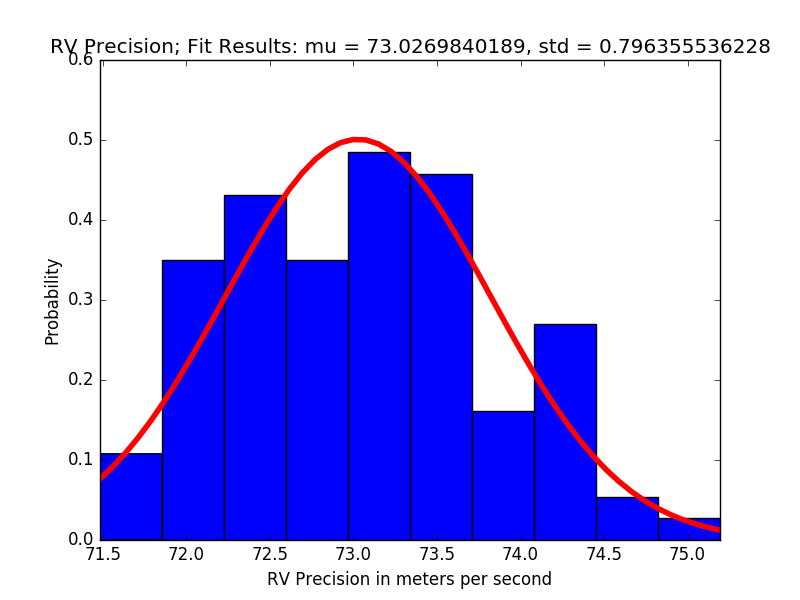 RV Precision; Fit Results: mu = 73.0269840189, std = 0.796355536228
0.6
0.5
0.4
0.3
0.2
0.1
0.0
Probability
71.5 72.0 72.5 73.0 73.5 74.0 74.5 75.0
RV Precision in meters per second